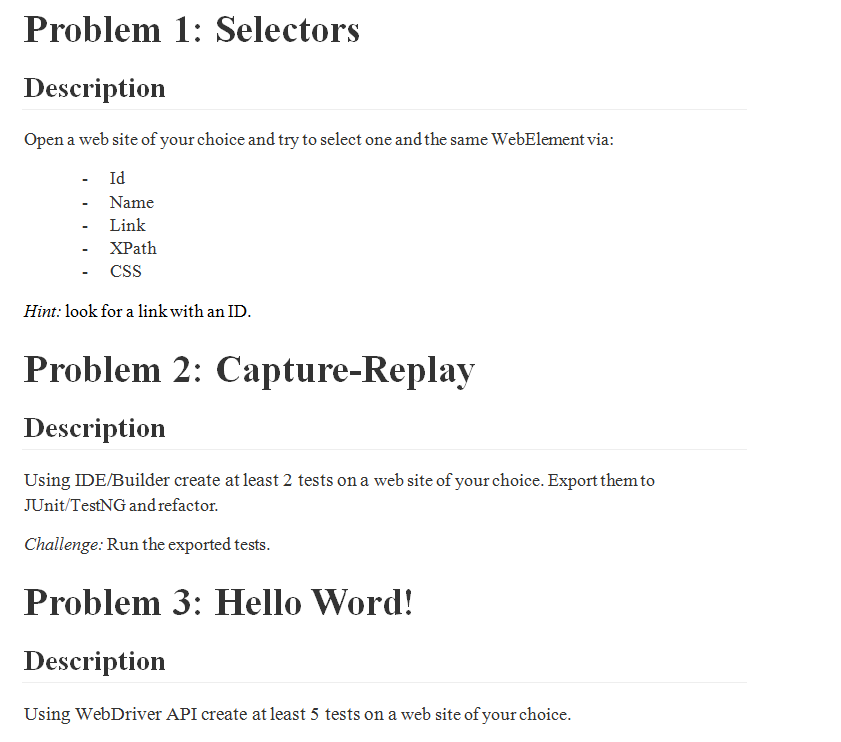 Problem 1: Selectors
Description
Open a web site of your choice and try to select one and the same WebElement via:
- Id
- Name
- Link
- XPath
- CSS
Hint: look for a link with an ID.
Problem 2: Capture-Replay
Description
Using IDE/Builder create at least 2 tests on a web site of your choice. Export them to
JUnit/TestNG and refactor.
Challenge: Run the exported tests.
Problem 3: Hello Word!
Description
Using WebDriver API create at least 5 tests on a web site of your choice.